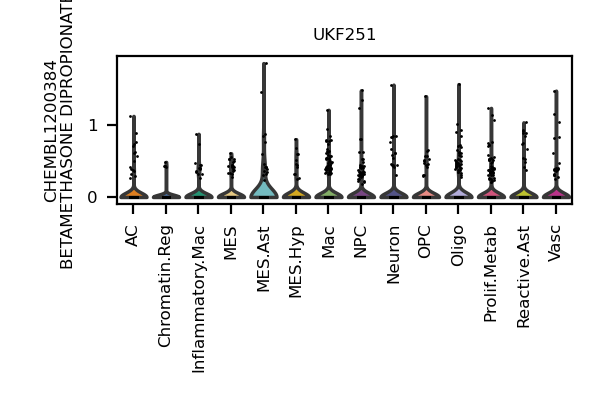 UKF251
CHEMBL1200384
BETAMETHASONE DIPROPIONATE
1
0
AC
Chromatin.Reg
Inflammatory.Mac
MES
MES.Ast
MES.Hyp
Mac
NPC
Neuron
OPC
Oligo
Prolif.Metab
Reactive.Ast
Vasc